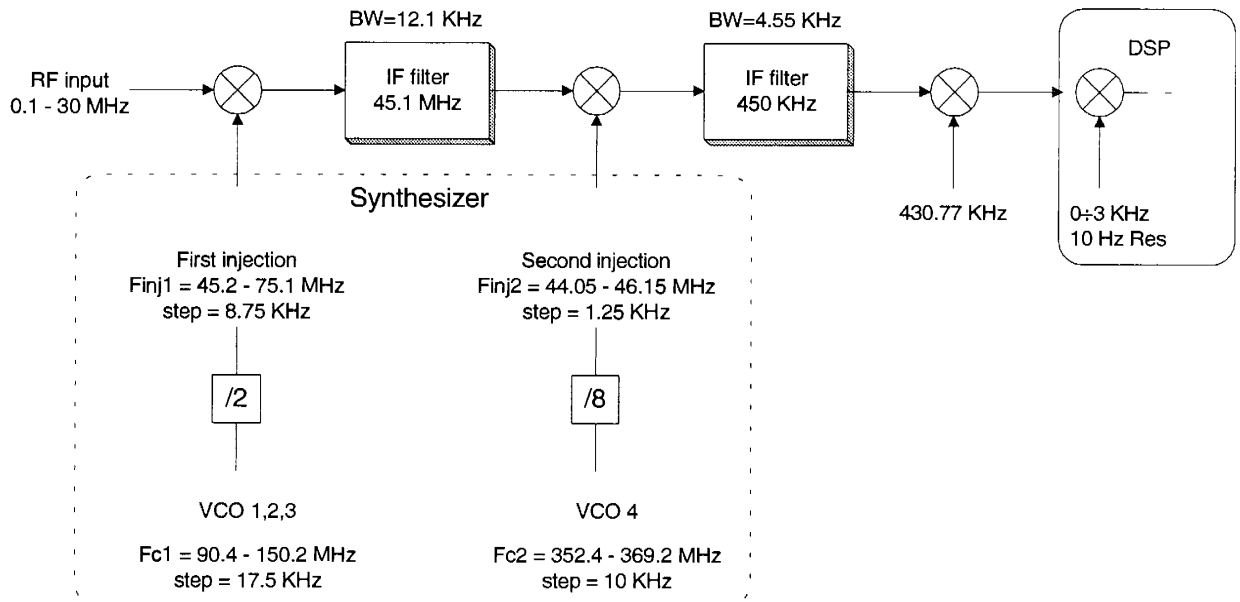 BW=12.1 KHz
BW=4.55 KHz
DSP
RF input
0.1 - 30 MHz
IF filter
45.1 MHz
IF filter
450 KHz
430.77 KHz
0÷3 KHz
10 Hz Res
Synthesizer
First injection
Finj1 = 45.2 - 75.1 MHz
step = 8.75 KHz
Second injection
Finj2 = 44.05 - 46.15 MHz
step = 1.25 KHz
/2
/8
VCO 1,2,3
VCO 4
Fc1 = 90.4 - 150.2 MHz
step = 17.5 KHz
Fc2 = 352.4 - 369.2 MHz
step = 10 KHz